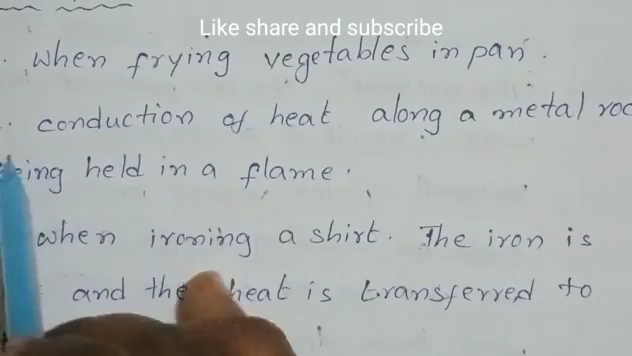 Like share and subscribe
when frying vegetables in pan.
conduction of heat along a metal
held in a flame.
when ironing a shirt. The iron is
and the heat is transferred to